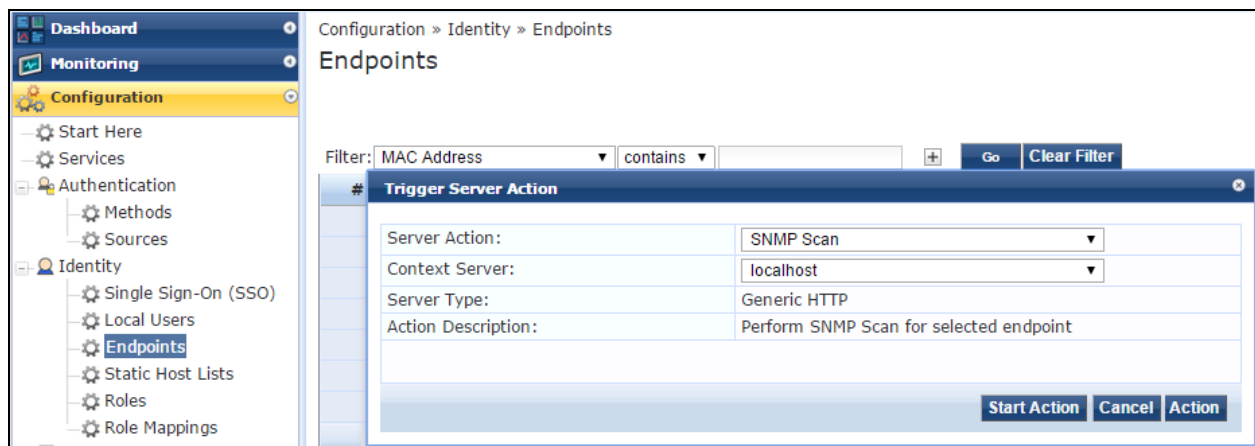 Dashboard
Monitoring
Configuration
Start Here
Services
Authentication
Methods
Sources
Identity
Single Sign-On (SSO)
Local Users
Endpoints
Static Host Lists
Roles
Role Mappings
Configuration » Identity » Endpoints
Endpoints
Filter: MAC Address contains + Go Clear Filter
#
Trigger Server Action
Server Action: SNMP Scan
Context Server: localhost
Server Type: Generic HTTP
Action Description: Perform SNMP Scan for selected endpoint
Start Action Cancel Action